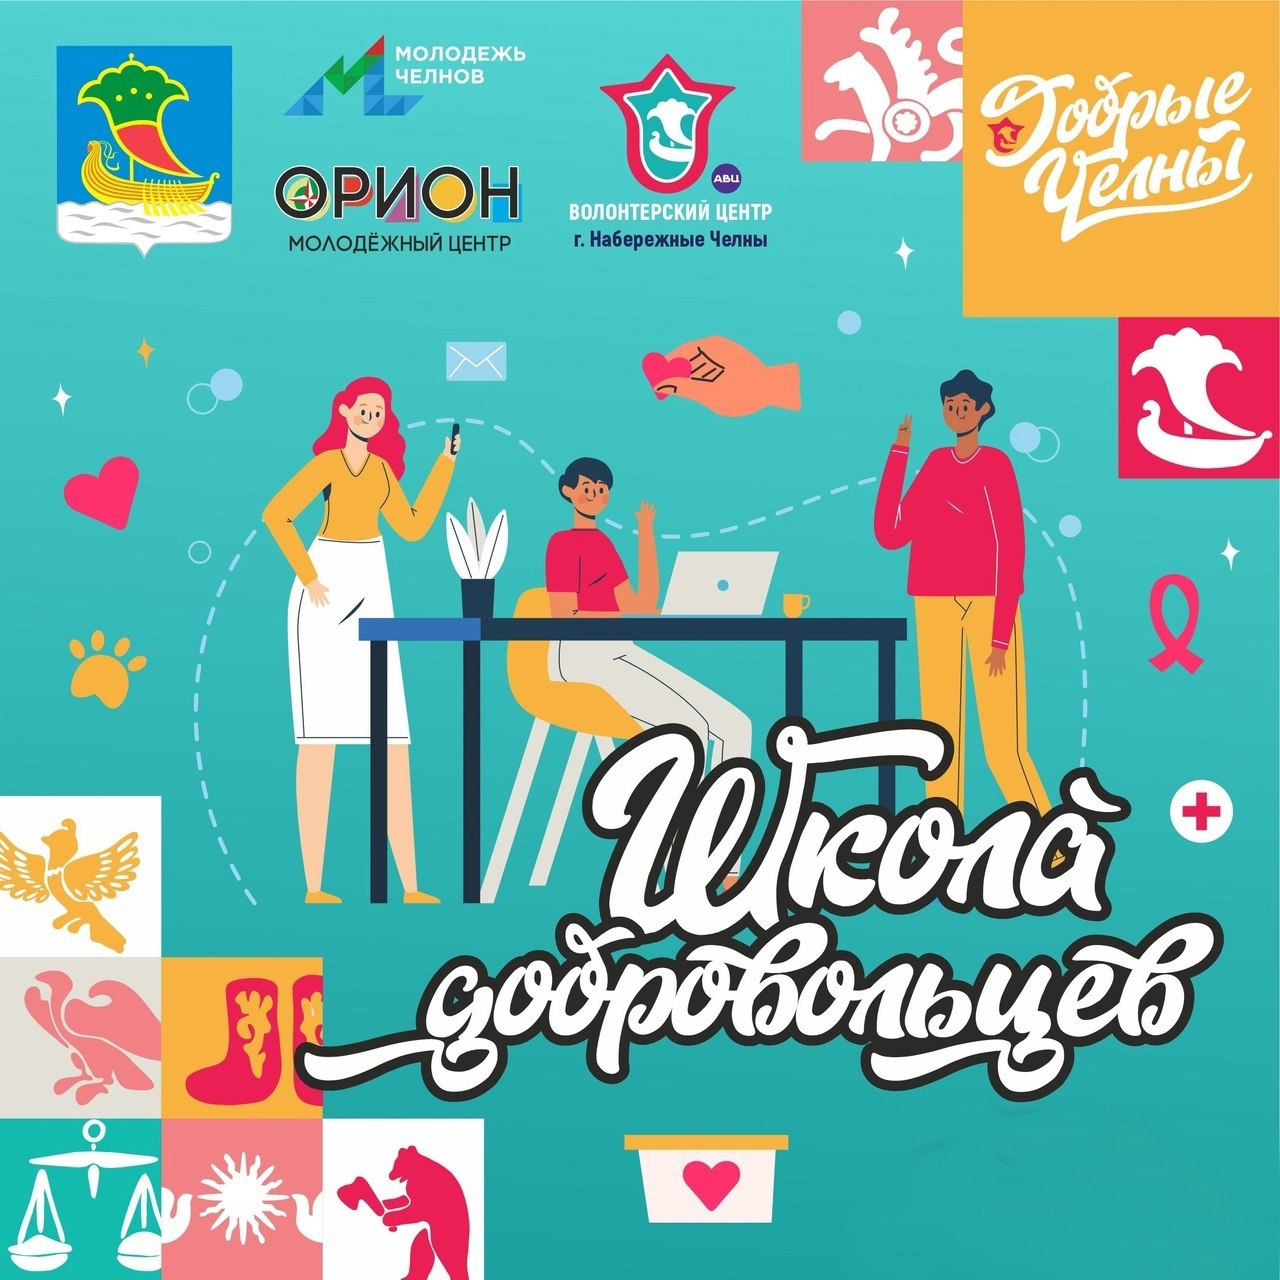 МОЛОДЕЖЬ
ЧЕЛНОВ
ОРИОН
МОЛОДЁЖНЫЙ ЦЕНТР
АВЦ
ВОЛОНТЕРСКИЙ ЦЕНТР
г. Набережные Челны
Добрые
Челны
Школа
добровольцев